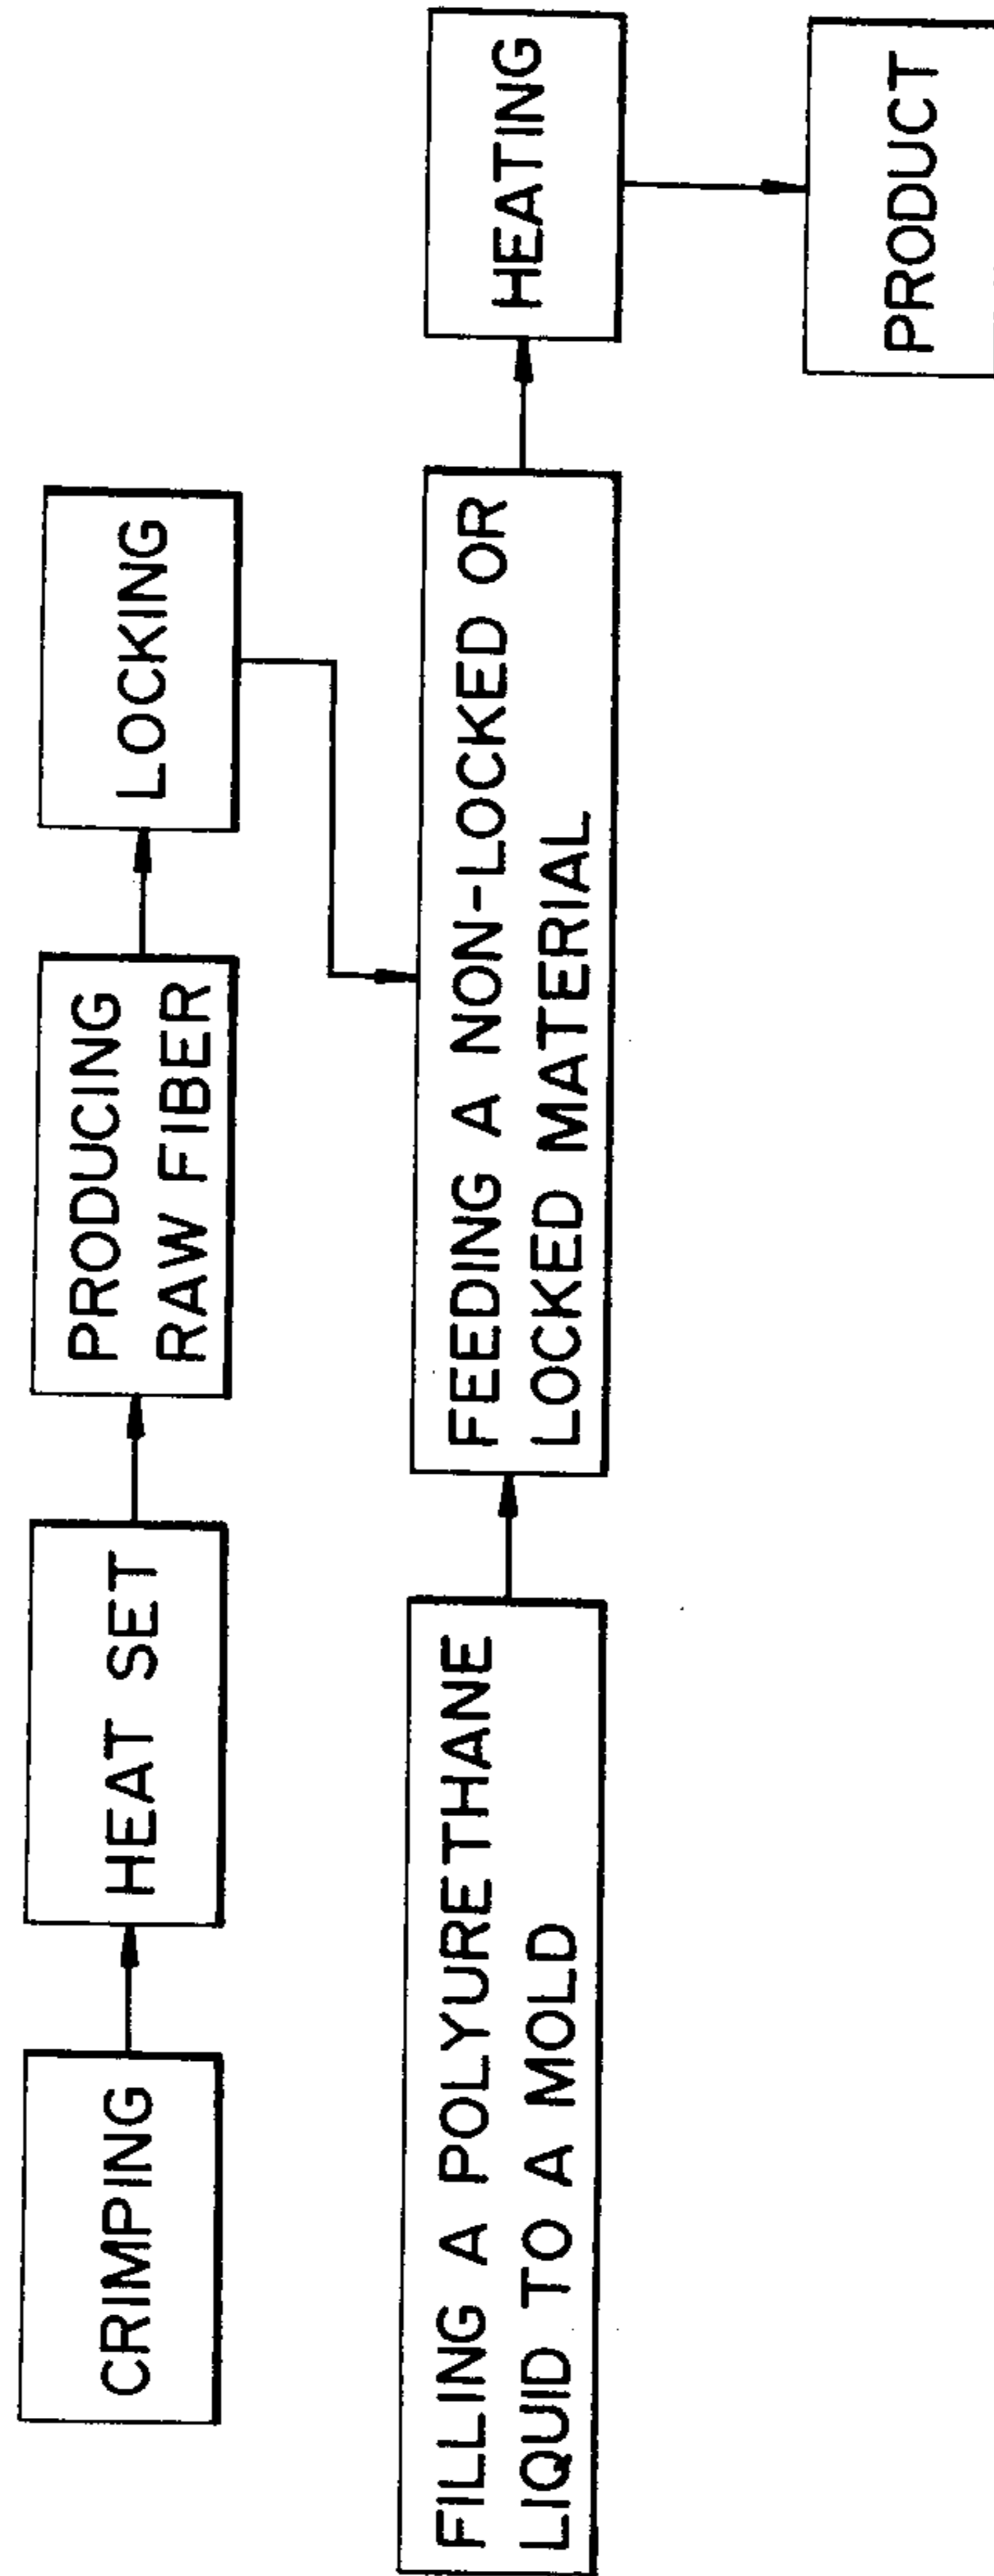 CRIMPING
HEAT SET
PRODUCING
RAW FIBER
LOCKING
FILLING A POLYURETHANE
LIQUID TO A MOLD
FEEDING A NON-LOCKED OR
LOCKED MATERIAL
HEATING
PRODUCT